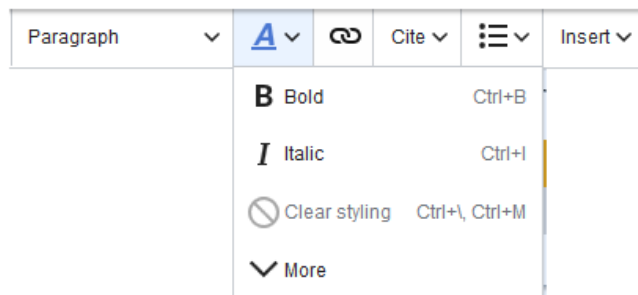 Paragraph A Cite Insert
B Bold Ctrl+B
I Italic Ctrl+I
Clear styling Ctrl+\, Ctrl+M
More